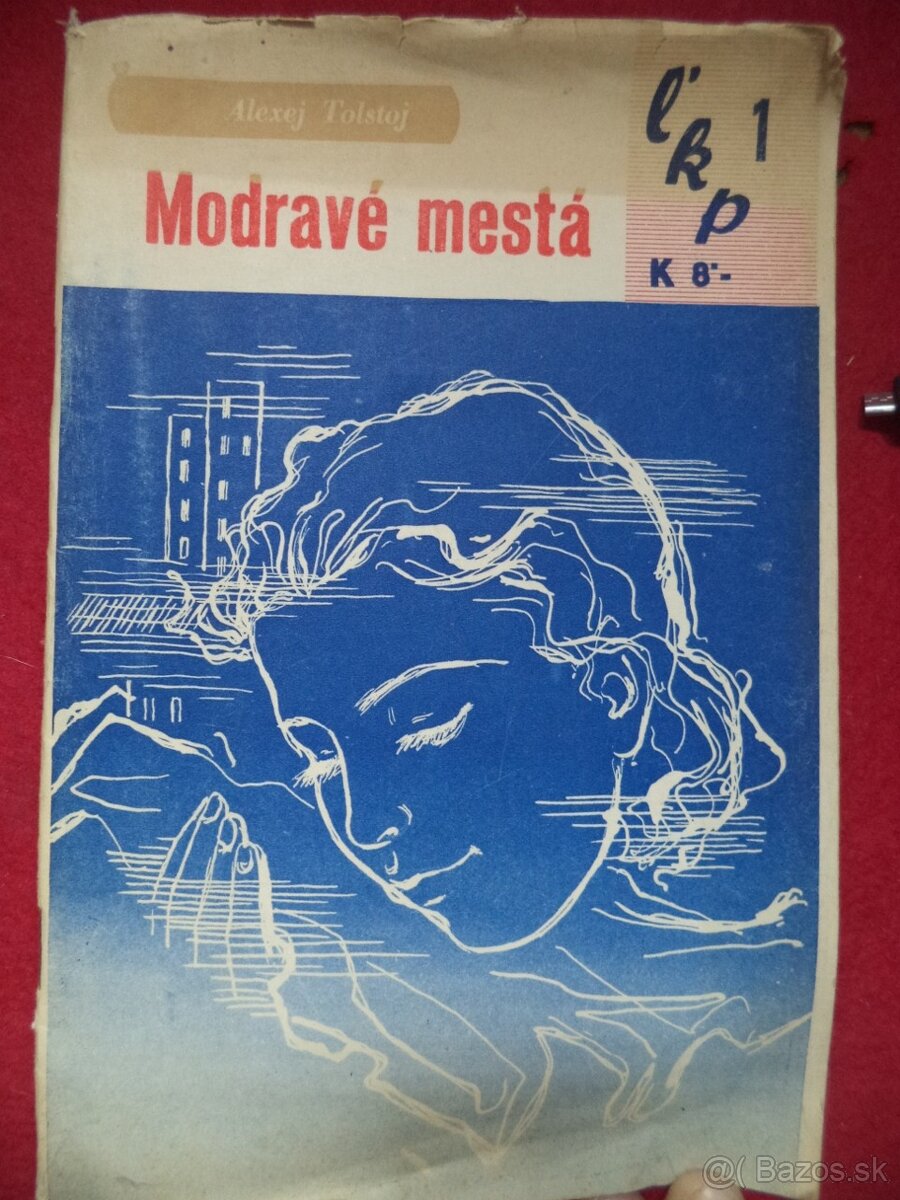 Alexej Tolstoj
Modravé mestá
ľkp 1
K 8·-
@( Bazos.sk